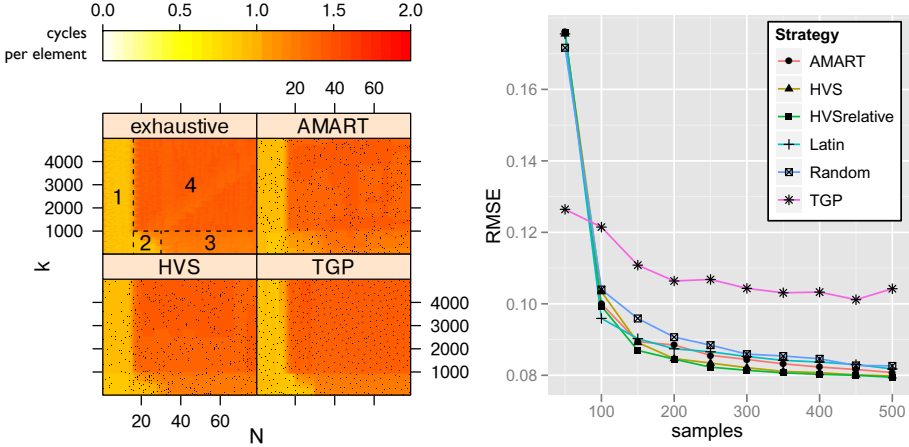 0.0 0.5 1.0 1.5 2.0
cycles
per element
20 40 60
exhaustive AMART
4000
3000
2000
1000
1 4
2 3
k
HVS TGP
4000
3000
2000
1000
20 40 60
N
Strategy
AMART
HVS
HVSrelative
Latin
Random
TGP
0.16
0.14
0.12
0.10
0.08
RMSE
100 200 300 400 500
samples